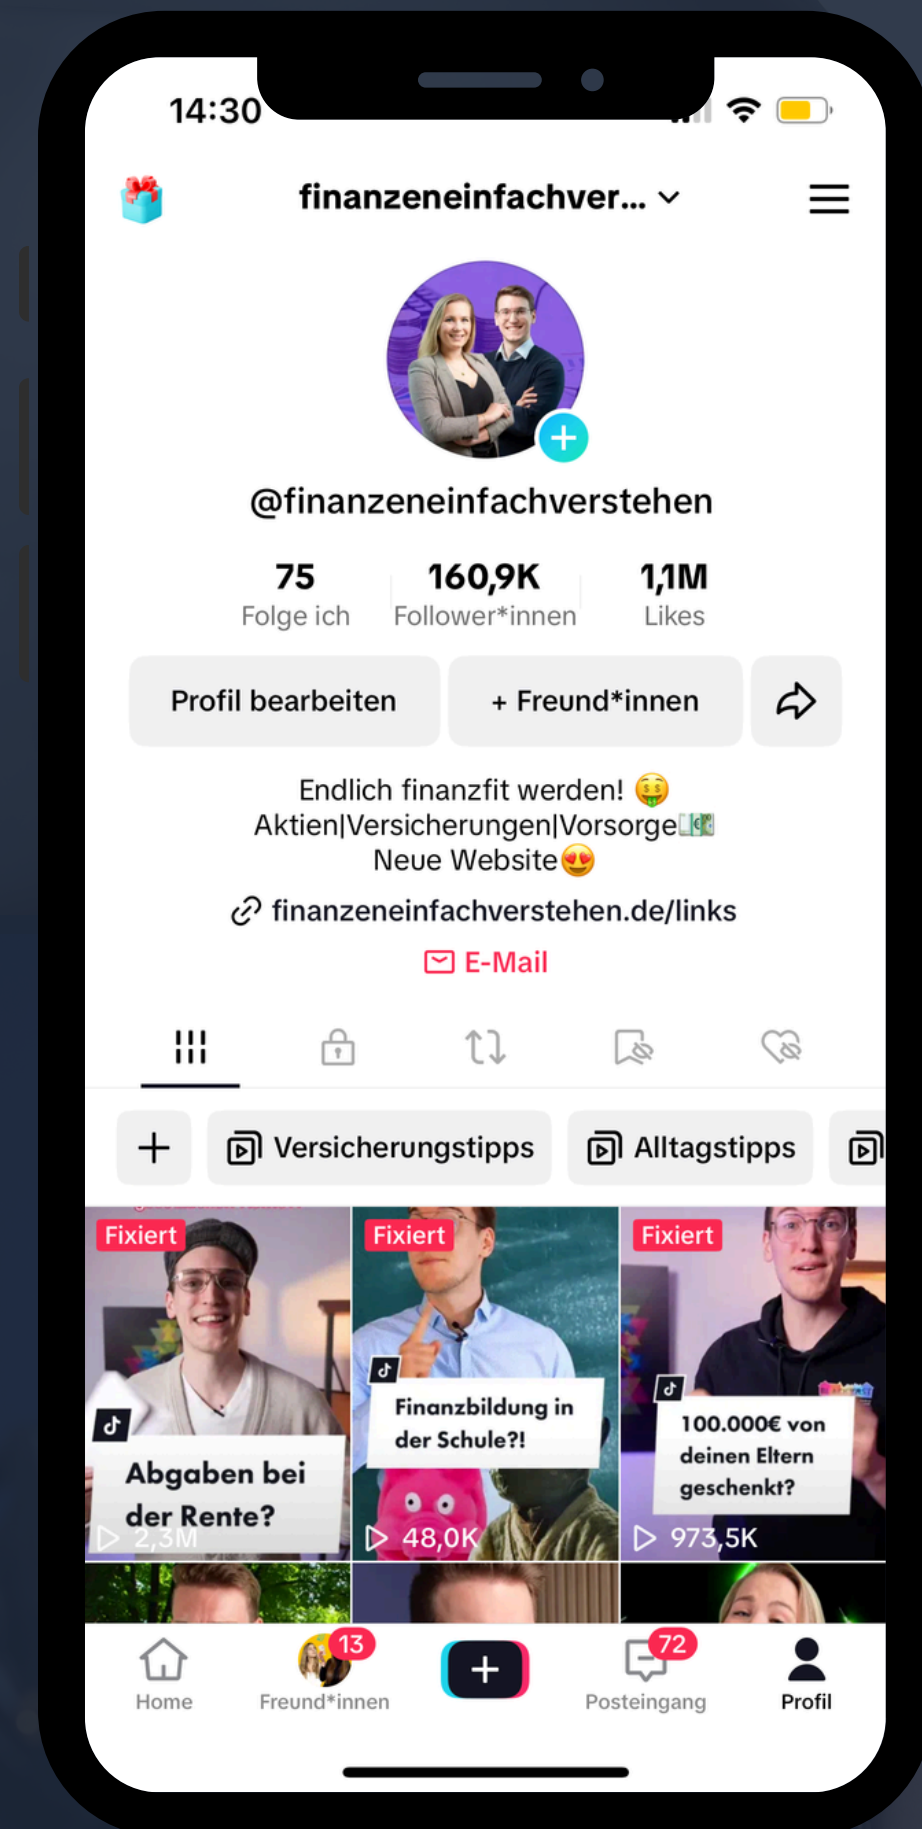 14:30
finanzeneinfachver...
@finanzeneinfachverstehen
75 160,9K 1,1M
Folge ich Follower*innen Likes
Profil bearbeiten + Freund*innen
Endlich finanzfit werden! 🤑
Aktien|Versicherungen|Vorsorge💶
Neue Website😍
finanzeneinfachverstehen.de/links
E-Mail
Versicherungstipps Alltagstipps
Fixiert Fixiert Fixiert
Abgaben bei
der Rente?
2,3M
Finanzbildung in
der Schule?!
48,0K
100.000€ von
deinen Eltern
geschenkt?
973,5K
13 72
Home Freund*innen Posteingang Profil